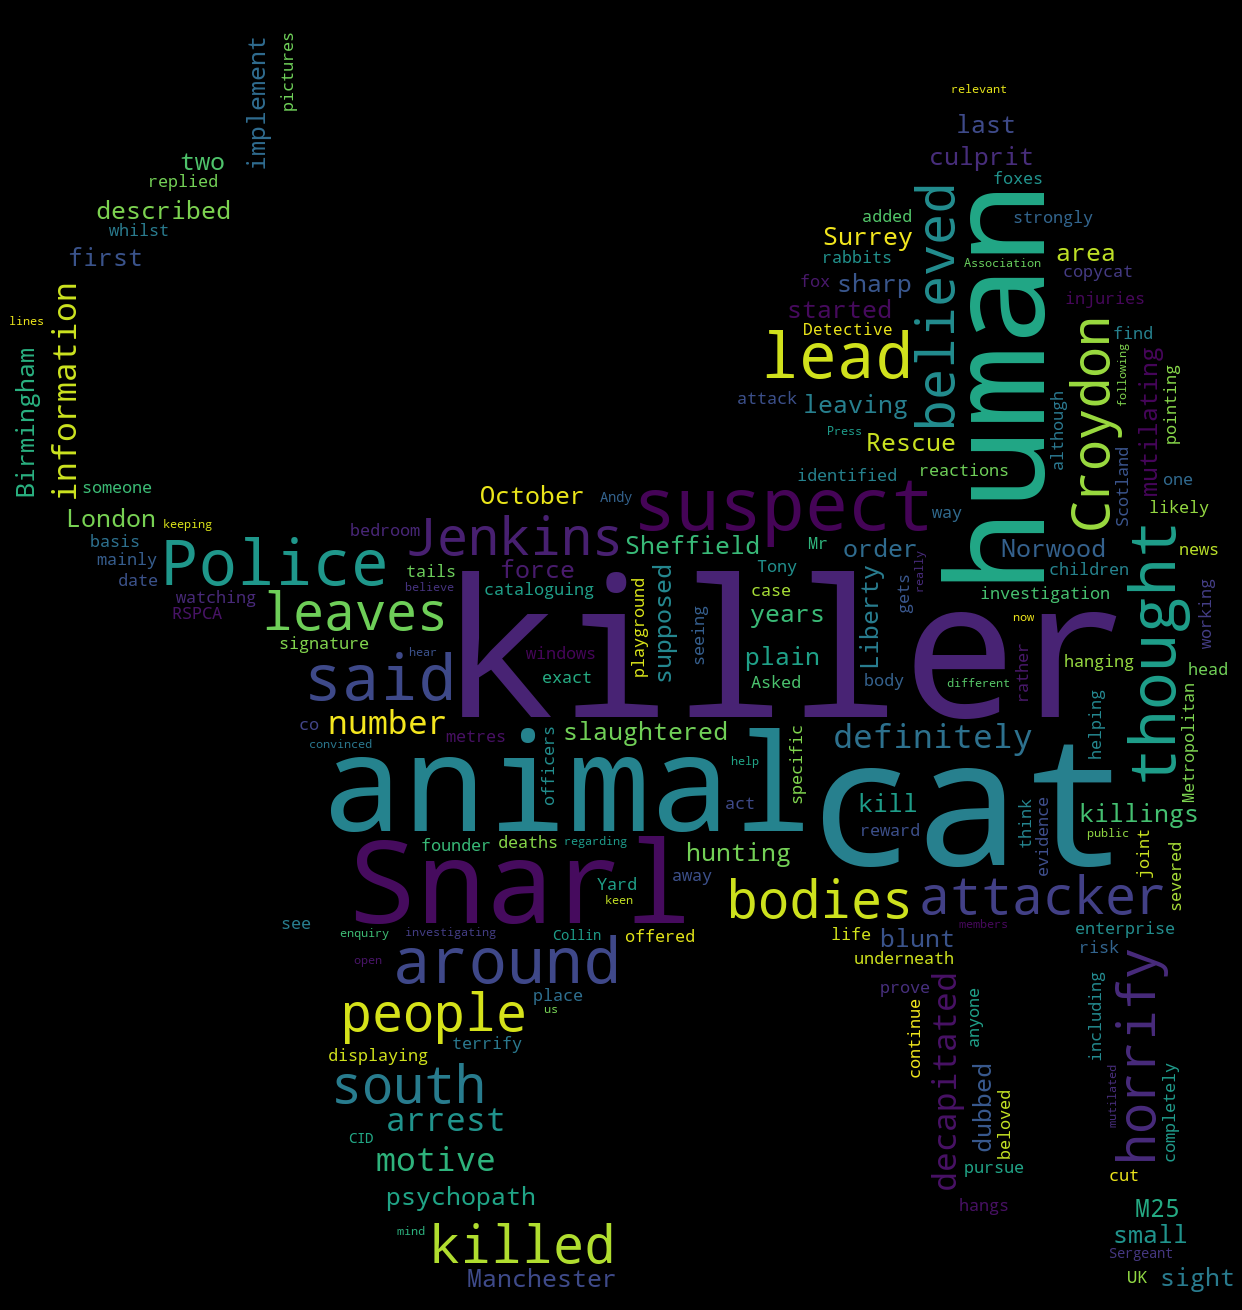 pictures
implement
relevant
last
culprit
two
replied
foxes
human
believed
described
added
strongly
whilst
Surrey
first
rabbits
Association
area
copycat
fox
sharp
information
injuries
started
lines
Detective
lead
Croydon
find
Birmingham
following
mutilating
pointing
attack
leaving
although
Press
Rescue
Scotland
identified
reactions
one
someone
October
Andy
suspect
way
likely
London
keeping
bedroom
Jenkins
Sheffield
Mr
order
Norwood
thought
news
basis
mainly
Police
tails
force
Tony
really
children
date
believe
cataloguing
killer
playground
supposed
Liberty
gets
investigation
working
watching
RSPCA
leaves
case
years
seeing
now
signature
hear
windows
plain
rather
hanging
said
exact
Asked
body
different
head
co
number
metres
slaughtered
definitely
helping
Metropolitan
convinced
officers
animal
help
specific
cat
act
kill
think
evidence
killings
reward
public
founder
deaths
regarding
hunting
joint
Snarl
away
Yard
keen
bodies
attacker
severed
see
enquiry
investigating
Collin
offered
life
blunt
members
enterprise
around
open
underneath
risk
horrify
people
place
us
prove
decapitated
continue
anyone
including
terrify
displaying
south
dubbed
beloved
mutilated
completely
arrest
CID
motive
pursue
cut
psychopath
hangs
M25
mind
killed
small
Sergeant
Manchester
UK
sight